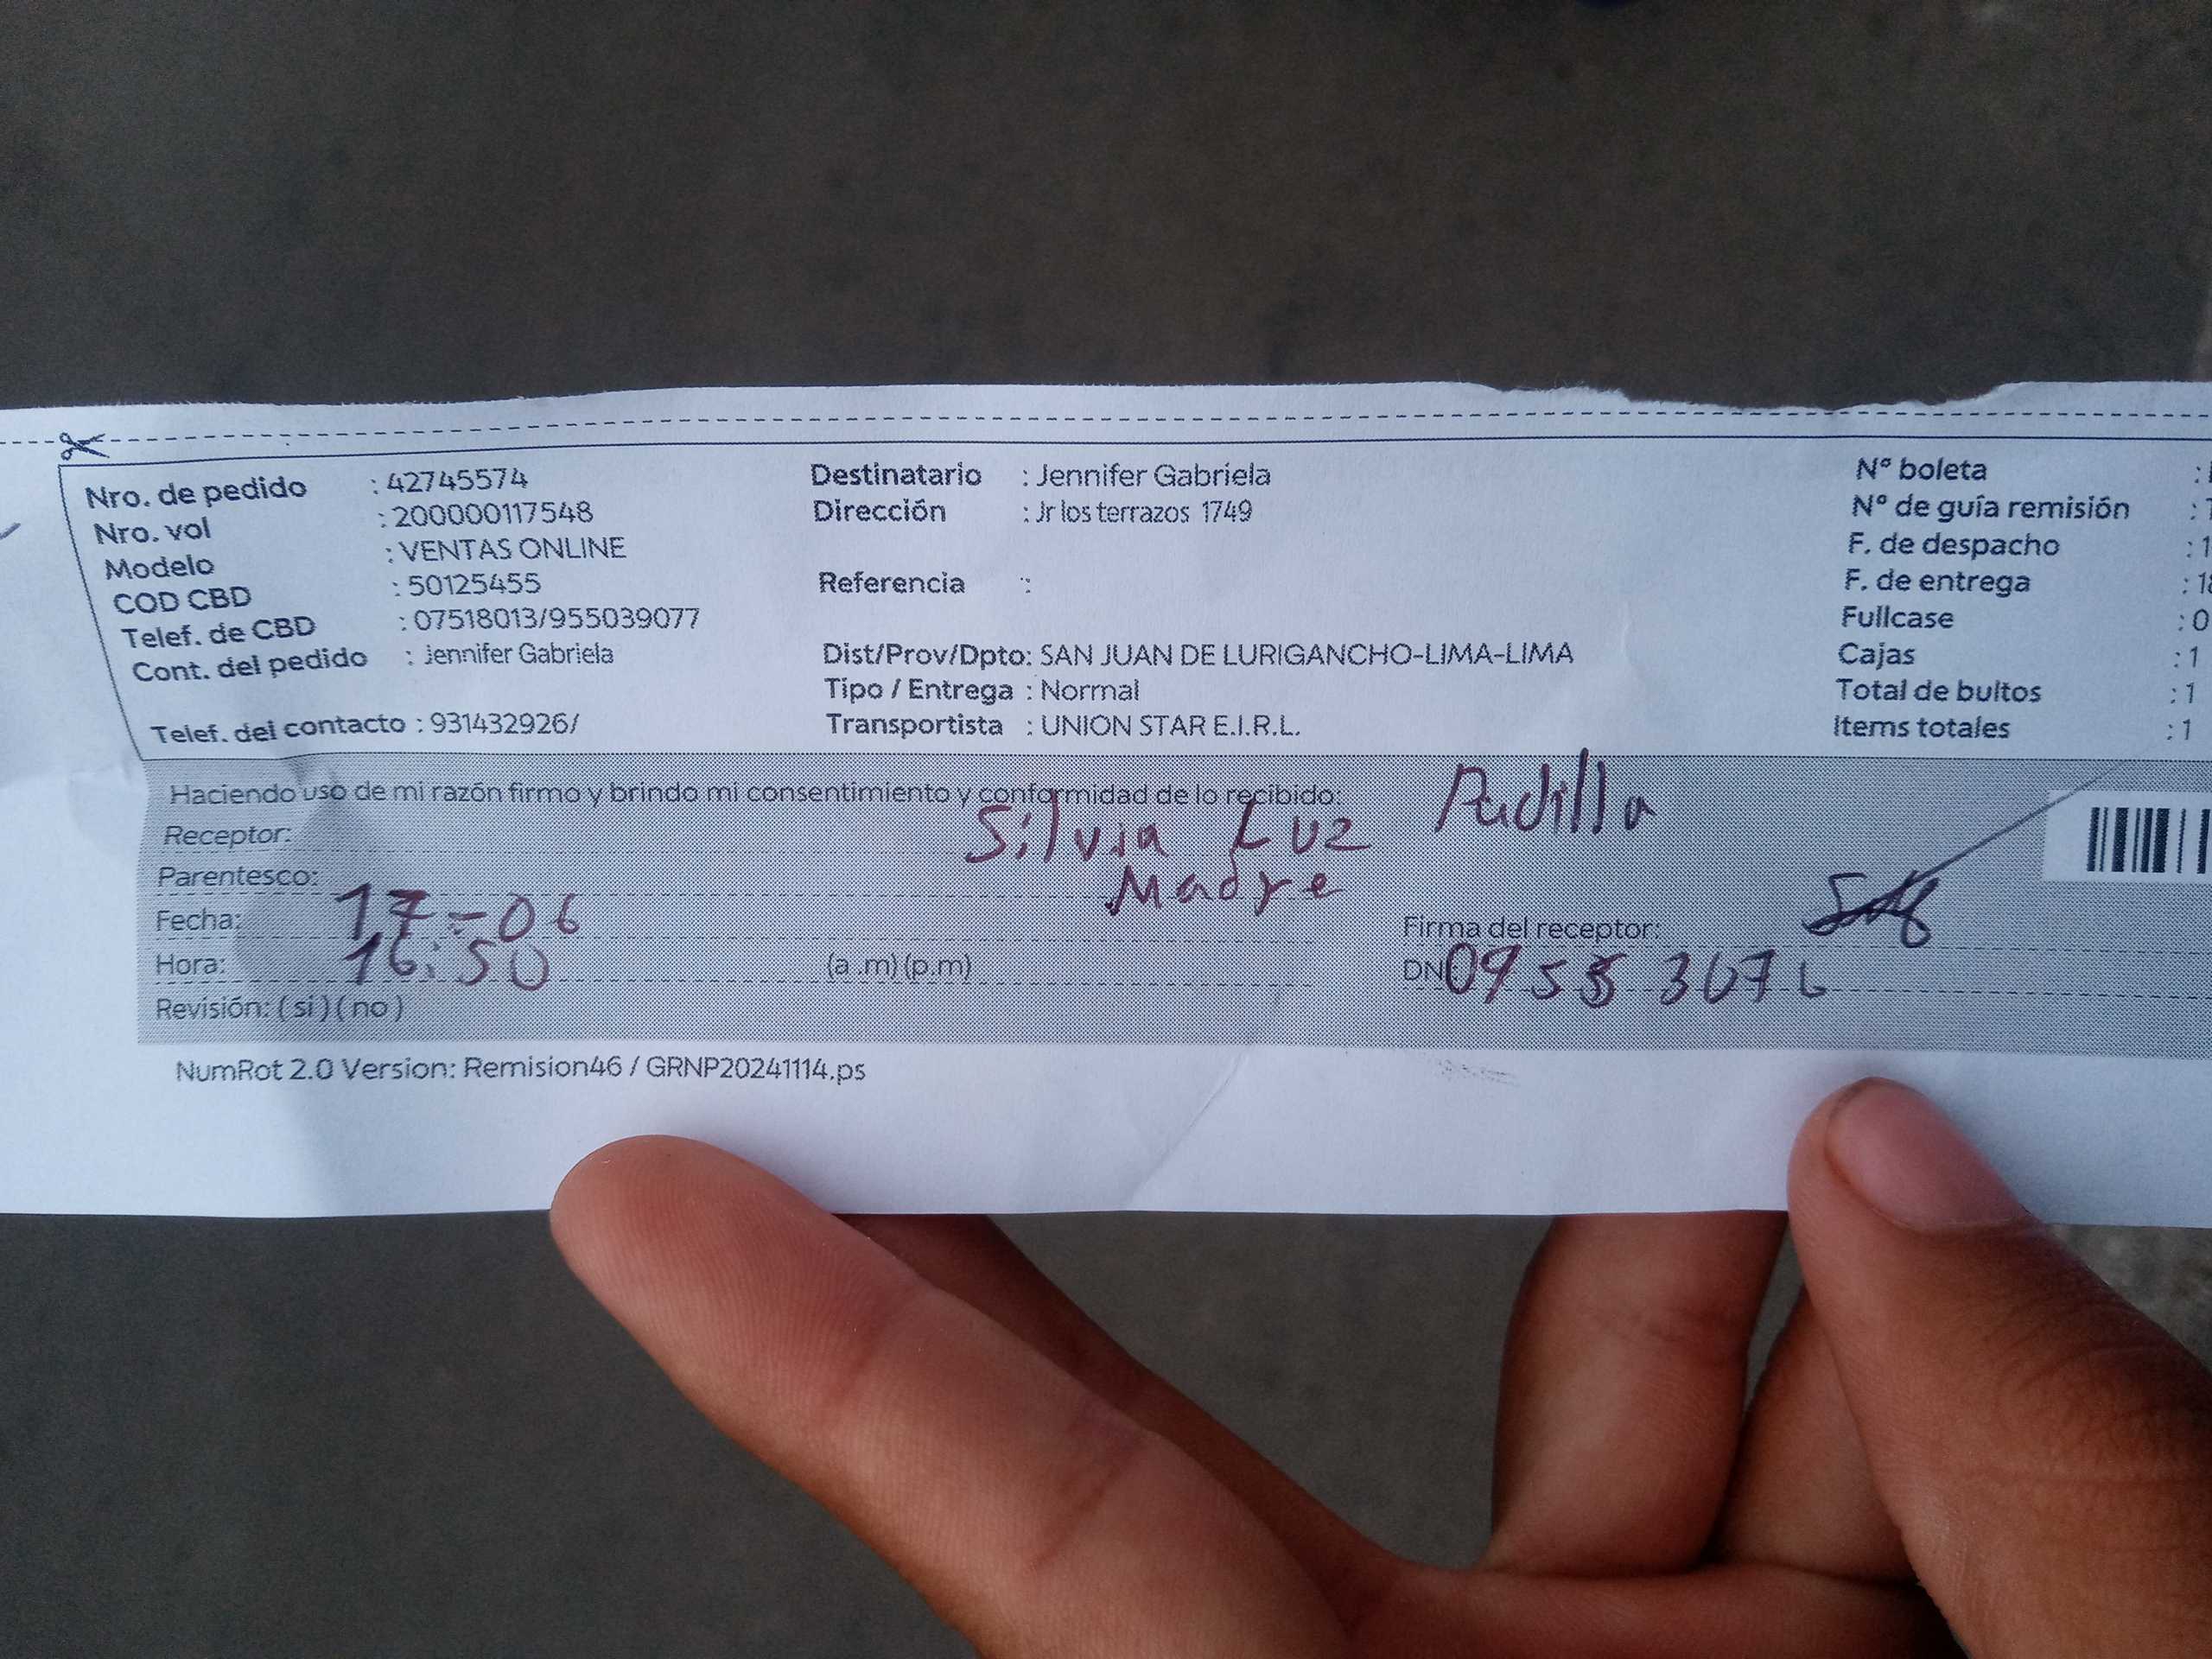 Nro. de pedido : 42745574
Nro. vol : 200000117548
Modelo : VENTAS ONLINE
COD CBD : 50125455
Telef. de CBD : 07518013/955039077
Cont. del pedido : Jennifer Gabriela
Telef. del contacto : 931432926/
Destinatario : Jennifer Gabriela
Dirección : Jr los terrazos 1749
Referencia :
Dist/Prov/Dpto: SAN JUAN DE LURIGANCHO-LIMA-LIMA
Tipo / Entrega : Normal
Transportista : UNION STAR E.I.R.L.
N° boleta :
N° de guía remisión :
F. de despacho : 1
F. de entrega : 18
Fullcase : 0
Cajas : 1
Total de bultos : 1
Items totales : 1
Haciendo uso de mi razón firmo y brindo mi consentimiento y conformidad de lo recibido:
Receptor: Silvia Luz Padilla
Parentesco: Madre
Fecha: 17-06
Firma del receptor:
Hora: 16:50 (a .m) (p.m)
DNI:
Revisión: ( si ) ( no )
NumRot 2.0 Version: Remision46 / GRNP20241114.ps